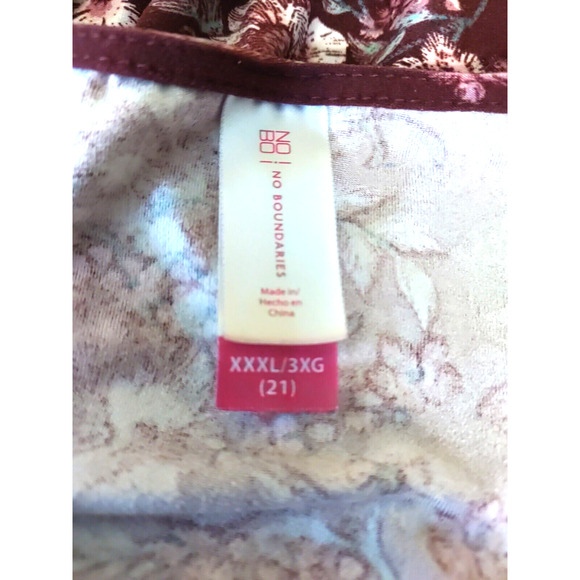 NO!
BO!
NO BOUNDARIES
Made in/
Hecho en
China
XXXL/3XG
(21)